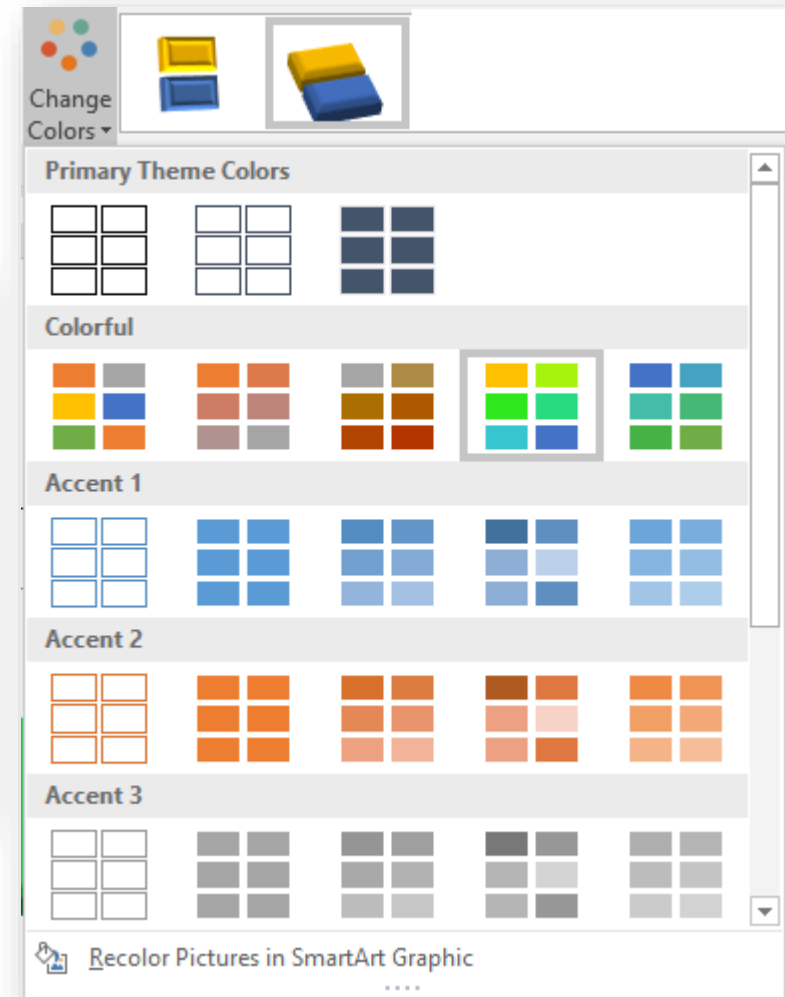 Change
Colors
Primary Theme Colors
Colorful
Accent 1
Accent 2
Accent 3
Recolor Pictures in SmartArt Graphic